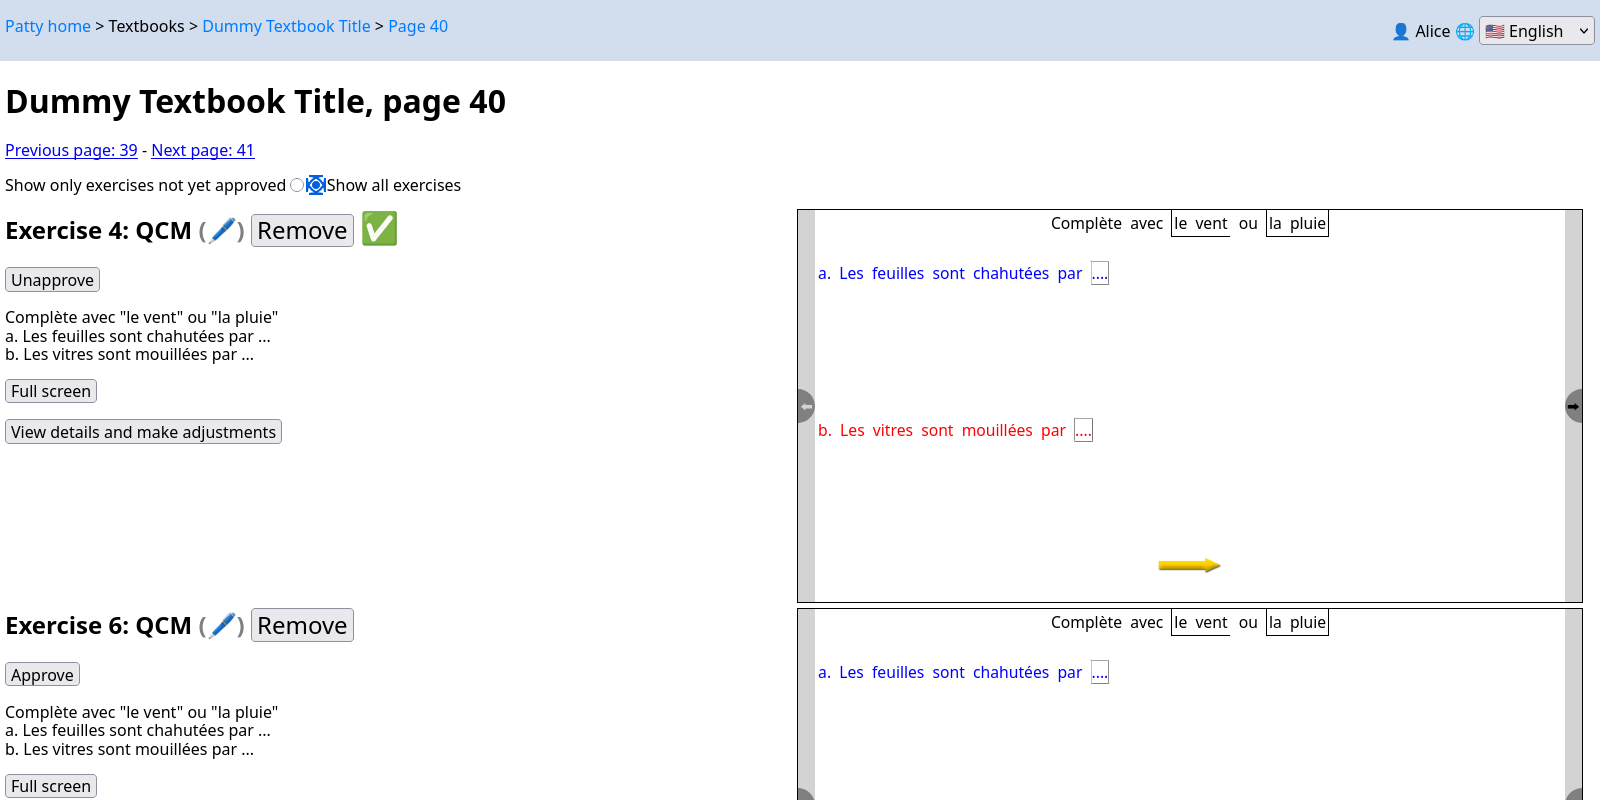 Patty home > Textbooks > Dummy Textbook Title > Page 40
Alice
English
Dummy Textbook Title, page 40
Previous page: 39 - Next page: 41
Show only exercises not yet approved Show all exercises
Exercise 4: QCM () Remove
Unapprove
Complète avec "le vent" ou "la pluie"
a. Les feuilles sont chahutées par ...
b. Les vitres sont mouillées par ...
Full screen
View details and make adjustments
Complète avec le vent ou la pluie
a. Les feuilles sont chahutées par ....
b. Les vitres sont mouillées par ....
Exercise 6: QCM () Remove
Approve
Complète avec "le vent" ou "la pluie"
a. Les feuilles sont chahutées par ...
b. Les vitres sont mouillées par ...
Full screen
Complète avec le vent ou la pluie
a. Les feuilles sont chahutées par ....